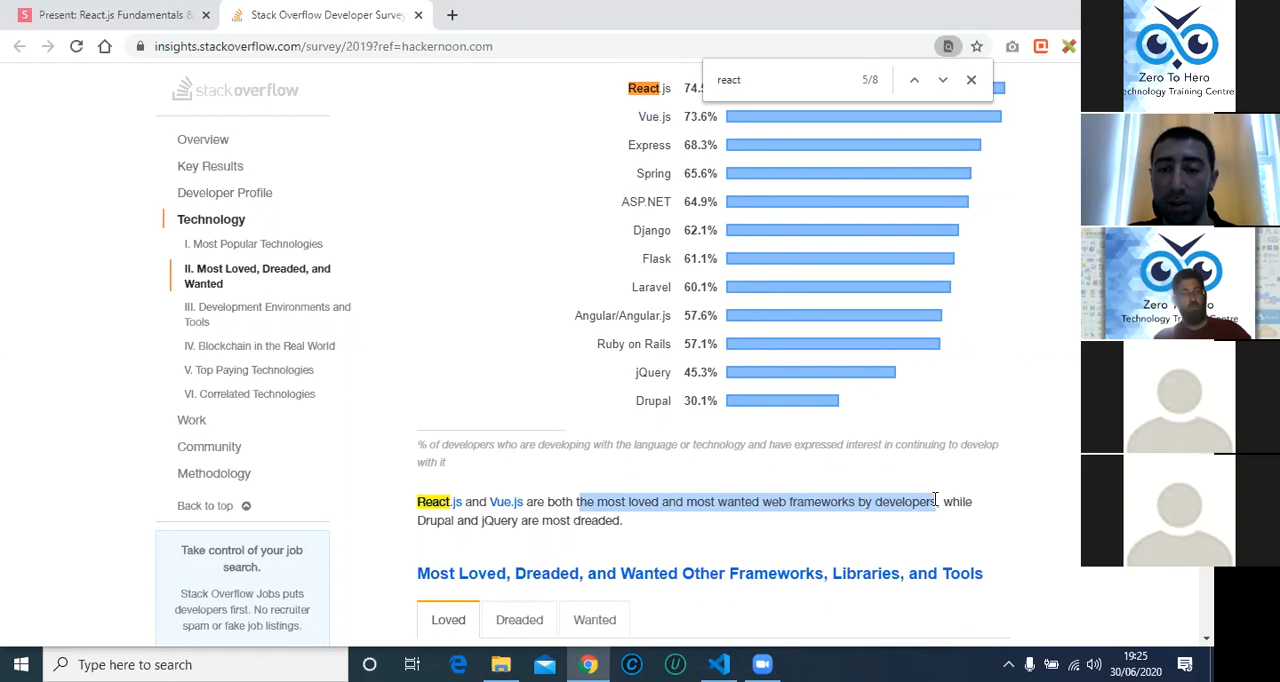 Present: React.js Fundamentals &
Stack Overflow Developer Survey
insights.stackoverflow.com/survey/2019?ref=hackernoon.com
react
5/8
stackoverflow
Overview
Key Results
Developer Profile
Technology
I. Most Popular Technologies
II. Most Loved, Dreaded, and
Wanted
III. Development Environments and
Tools
IV. Blockchain in the Real World
V. Top Paying Technologies
VI. Correlated Technologies
Work
Community
Methodology
Back to top
Take control of your job
search.
Stack Overflow Jobs puts
developers first. No recruiter
spam or fake job listings.
React.js 74.
Vue.js 73.6%
Express 68.3%
Spring 65.6%
ASP.NET 64.9%
Django 62.1%
Flask 61.1%
Laravel 60.1%
Angular/Angular.js 57.6%
Ruby on Rails 57.1%
jQuery 45.3%
Drupal 30.1%
% of developers who are developing with the language or technology and have expressed interest in continuing to develop
with it
React.js and Vue.js are both the most loved and most wanted web frameworks by developers, while
Drupal and jQuery are most dreaded.
Most Loved, Dreaded, and Wanted Other Frameworks, Libraries, and Tools
Loved
Dreaded
Wanted
Zero To Hero
Technology Training Centre
Type here to search
19:25
30/06/2020